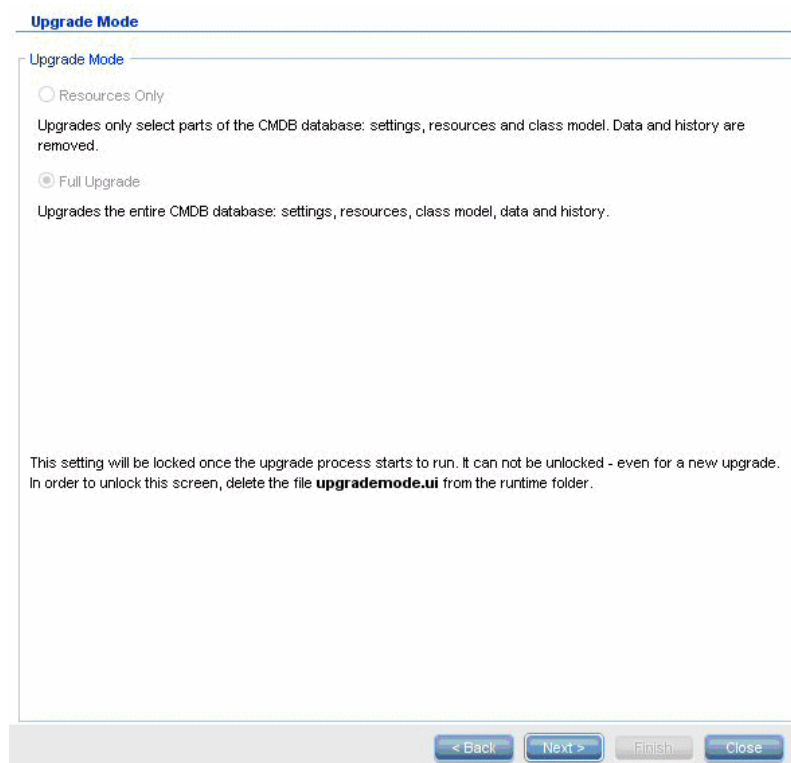 Upgrade Mode
Upgrade Mode
Resources Only
Upgrades only select parts of the CMDB database: settings, resources and class model. Data and history are
removed.
Full Upgrade
Upgrades the entire CMDB database: settings, resources, class model, data and history.
This setting will be locked once the upgrade process starts to run. It can not be unlocked - even for a new upgrade.
In order to unlock this screen, delete the file upgrademode.ui from the runtime folder.
< Back Next > Finish Close